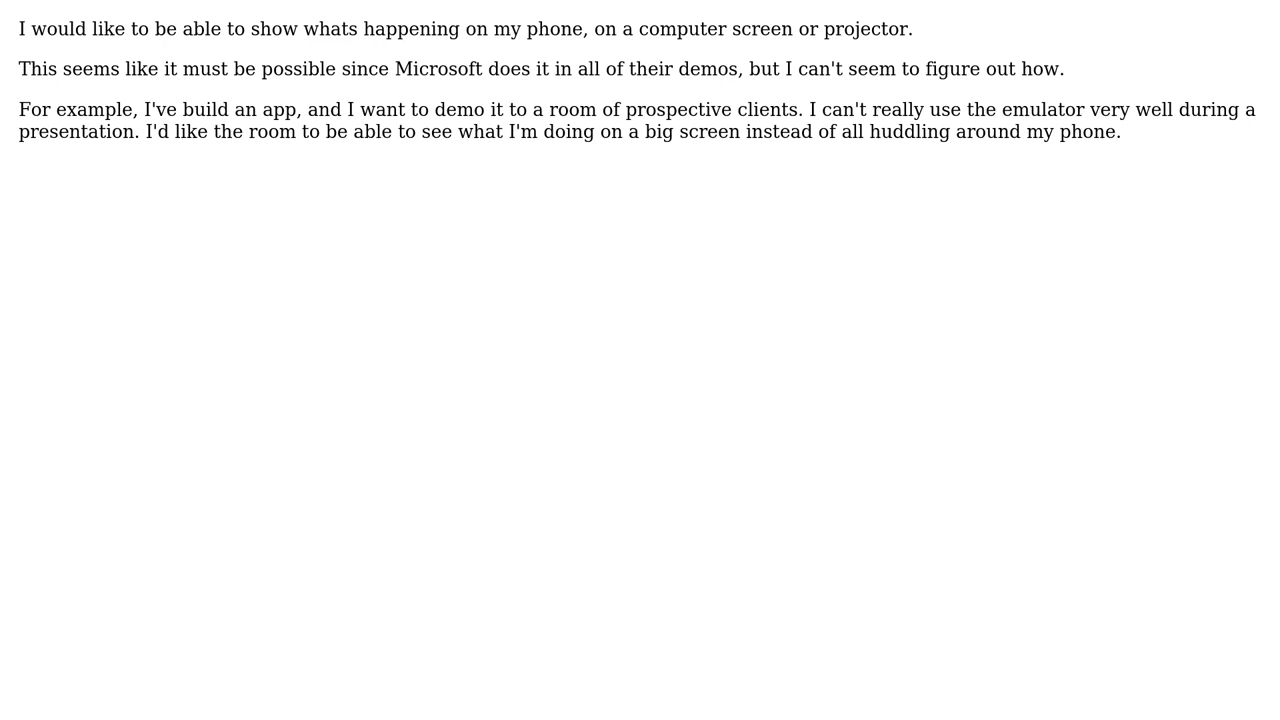 I would like to be able to show whats happening on my phone, on a computer screen or projector.
This seems like it must be possible since Microsoft does it in all of their demos, but I can't seem to figure out how.
For example, I've build an app, and I want to demo it to a room of prospective clients. I can't really use the emulator very well during a
presentation. I'd like the room to be able to see what I'm doing on a big screen instead of all huddling around my phone.